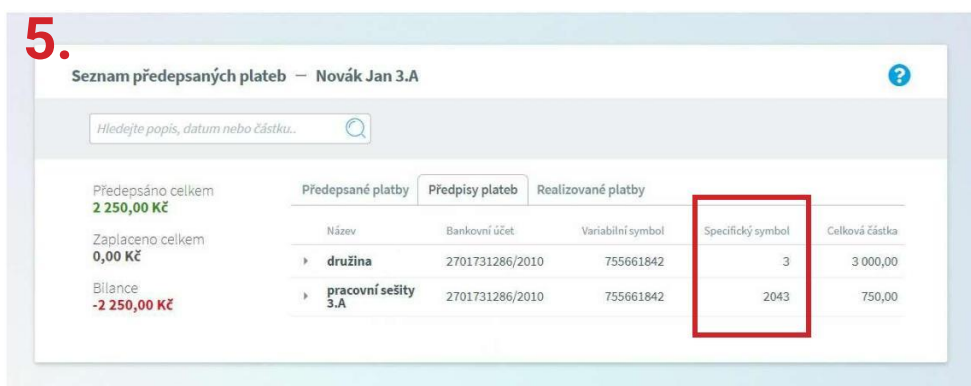 5.
Seznam předepsaných plateb – Novák Jan 3.A
?
Hledejte popis, datum nebo částku..
Předepsáno celkem
2 250,00 Kč
Zaplaceno celkem
0,00 Kč
Bilance
-2 250,00 Kč
Předepsané platby Předpisy plateb Realizované platby
Název Bankovní účet Variabilní symbol Specifický symbol Celková částka
družina 2701731286/2010 755661842 3 3 000,00
pracovní sešity
3.A 2701731286/2010 755661842 2043 750,00